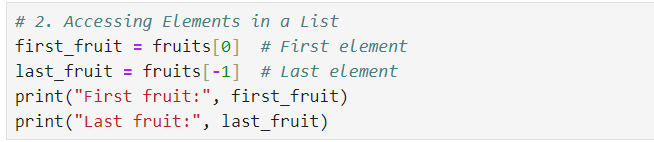 # 2. Accessing Elements in a List
first_fruit = fruits[0]  # First element
last_fruit = fruits[-1]  # Last element
print("First fruit:", first_fruit)
print("Last fruit:", last_fruit)